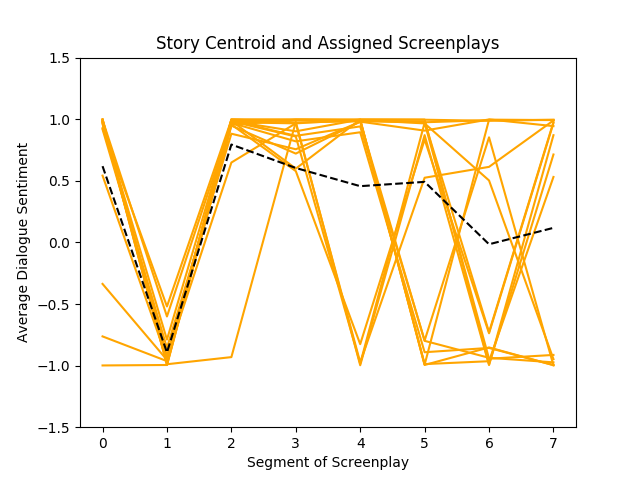 Story Centroid and Assigned Screenplays
1.5
1.0
0.5
0.0
−0.5
−1.0
−1.5
Average Dialogue Sentiment
0 1 2 3 4 5 6 7
Segment of Screenplay